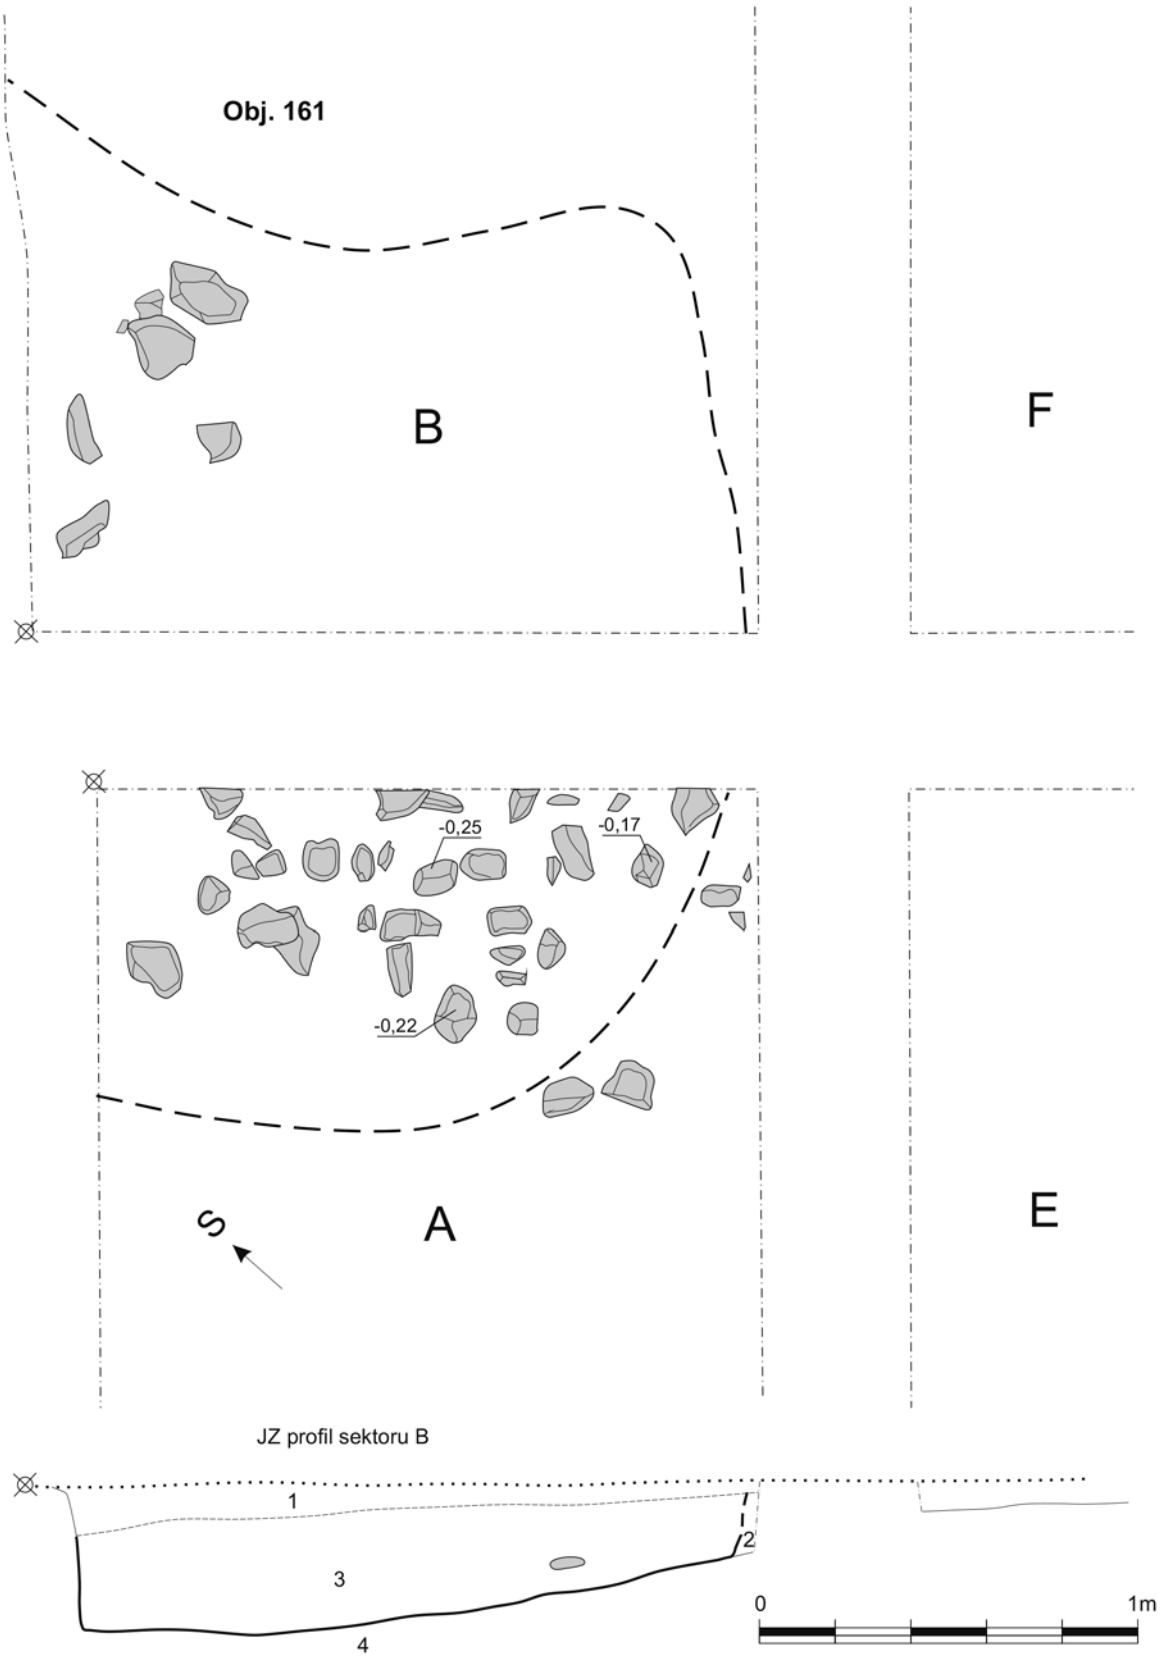 Obj. 161
B
F
-0,25
-0,17
-0,22
S
A
E
JZ profil sektoru B
1
2
3
4
0 1m